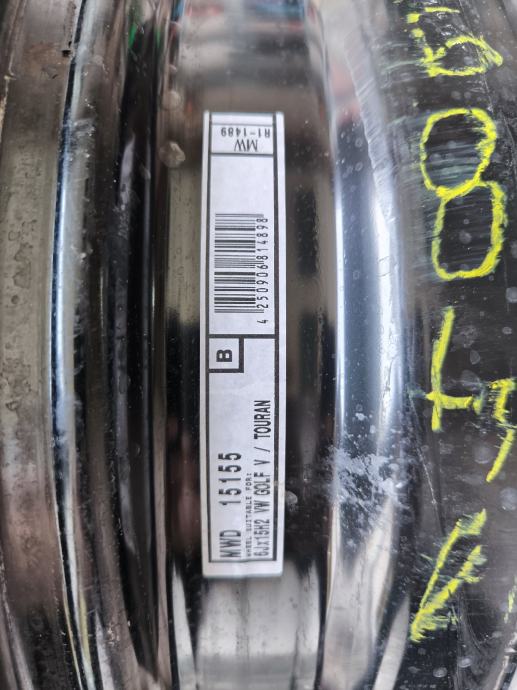 MWD 15155
WHEEL SUITABLE FOR:
6Jx15H2 VW GOLF V / TOURAN
B
4 250906 814898
MW
R1-1489